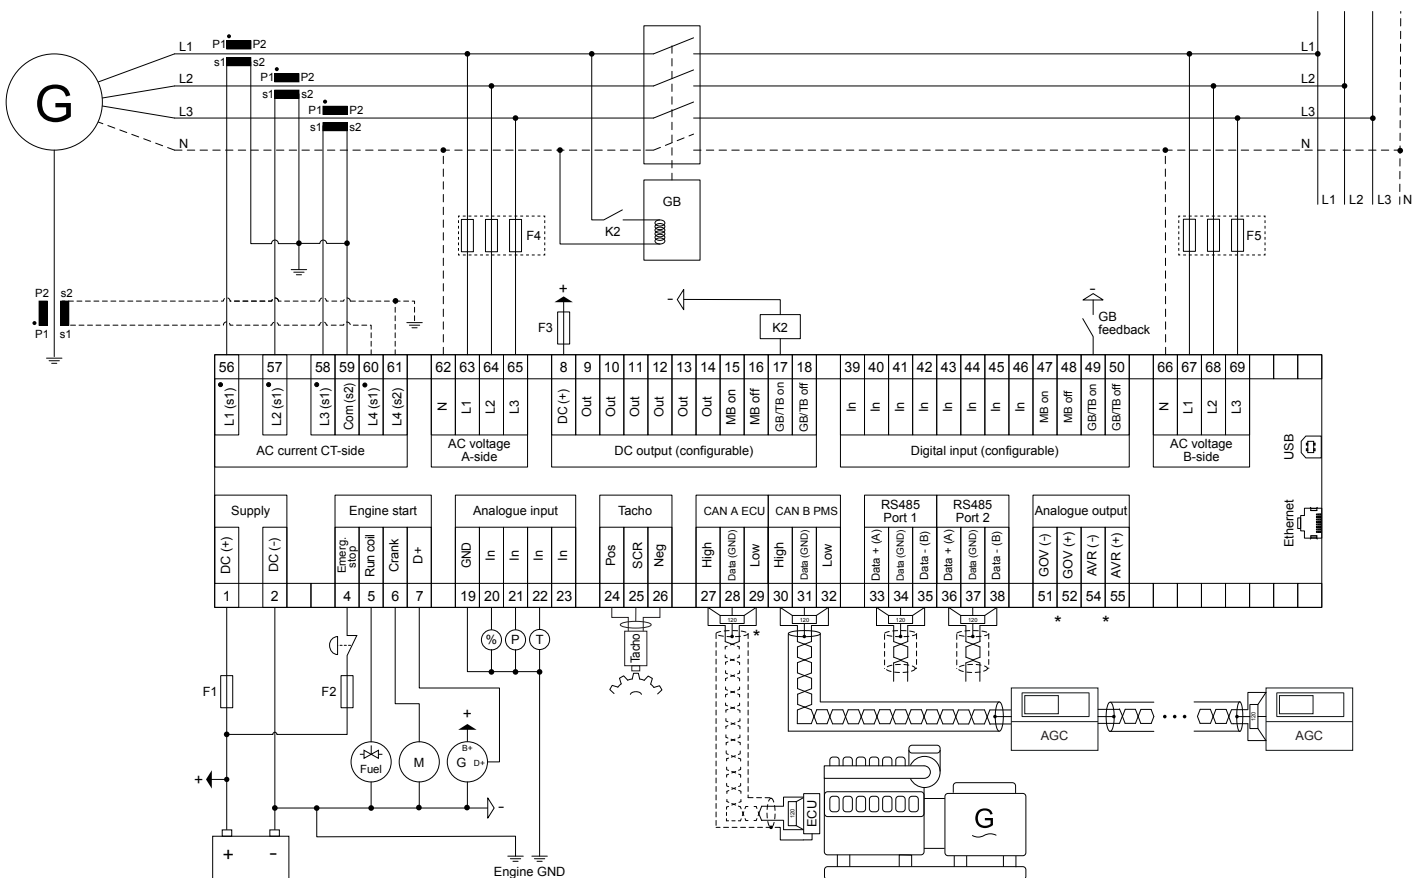 L1
P1 P2
s1 s2
L2
P1 P2
s1 s2
L3
P1 P2
s1 s2
N
G
L1
L2
L3
N
L1 L2 L3 N
GB
K2
F4
F5
P2 s2
P1 s1
+
F3
-
K2
-
GB
feedback
56 57 58 59 60 61 62 63 64 65 8 9 10 11 12 13 14 15 16 17 18 39 40 41 42 43 44 45 46 47 48 49 50 66 67 68 69
L1 (s1)
L2 (s1)
L3 (s1)
Com (s2)
L4 (s1)
L4 (s2)
N
L1
L2
L3
DC (+)
Out
Out
Out
Out
Out
Out
MB on
MB off
GB/TB on
GB/TB off
In
In
In
In
In
In
In
In
MB on
MB off
GB/TB on
GB/TB off
N
L1
L2
L3
AC current CT-side
AC voltage
A-side
DC output (configurable)
Digital input (configurable)
AC voltage
B-side
USB
Ethernet
Supply
Engine start
Analogue input
Tacho
CAN A ECU
CAN B PMS
RS485
Port 1
RS485
Port 2
Analogue output
DC (+)
DC (-)
Emerg.
stop
Run coil
Crank
D+
GND
In
In
In
In
Pos
SCR
Neg
High
Data (GND)
Low
High
Data (GND)
Low
Data + (A)
Data (GND)
Data - (B)
Data + (A)
Data (GND)
Data - (B)
GOV (-)
GOV (+)
AVR (-)
AVR (+)
1 2 4 5 6 7 19 20 21 22 23 24 25 26 27 28 29 30 31 32 33 34 35 36 37 38 51 52 54 55
120
120
120
120
*
*
*
% P T
Tacho
F1
F2
+
B+
G D+
Fuel
M
+
-
+ -
Engine GND
AGC
120
AGC
120
ECU
G